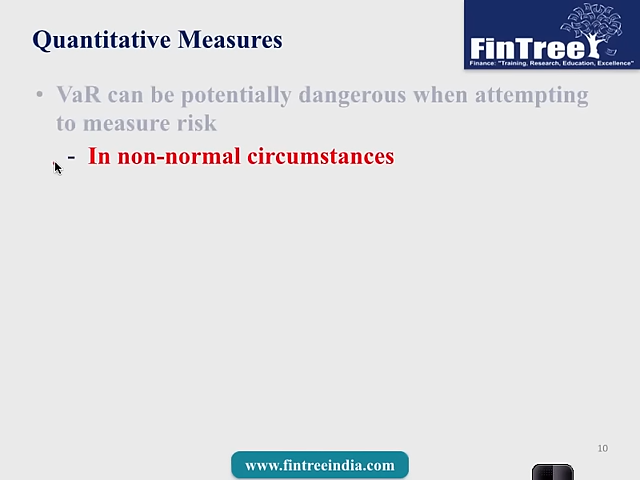 Quantitative Measures
FinTree
Finance: "Training, Research, Education, Excellence"
• VaR can be potentially dangerous when attempting
to measure risk
- In non-normal circumstances
10
www.fintreeindia.com